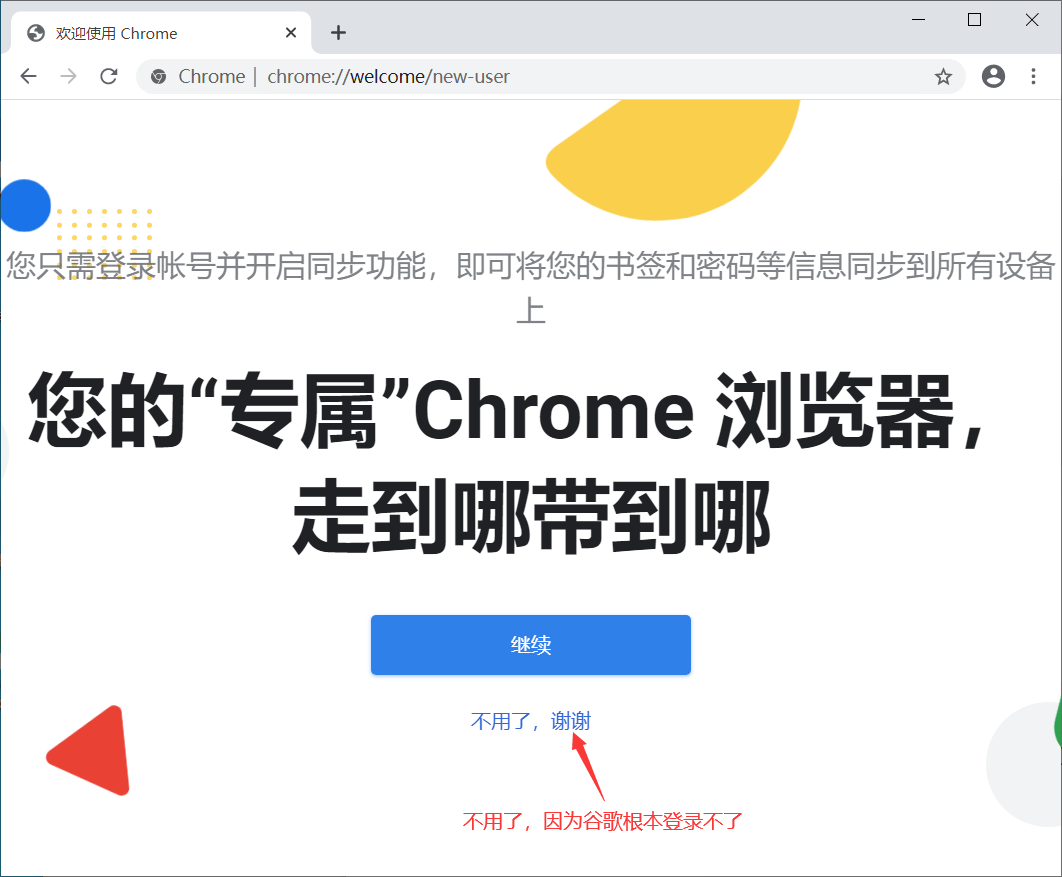 欢迎使用 Chrome
Chrome | chrome://welcome/new-user
您只需登录帐号并开启同步功能，即可将您的书签和密码等信息同步到所有设备
上
您的“专属”Chrome 浏览器，
走到哪带到哪
继续
不用了，谢谢
不用了，因为谷歌根本登录不了